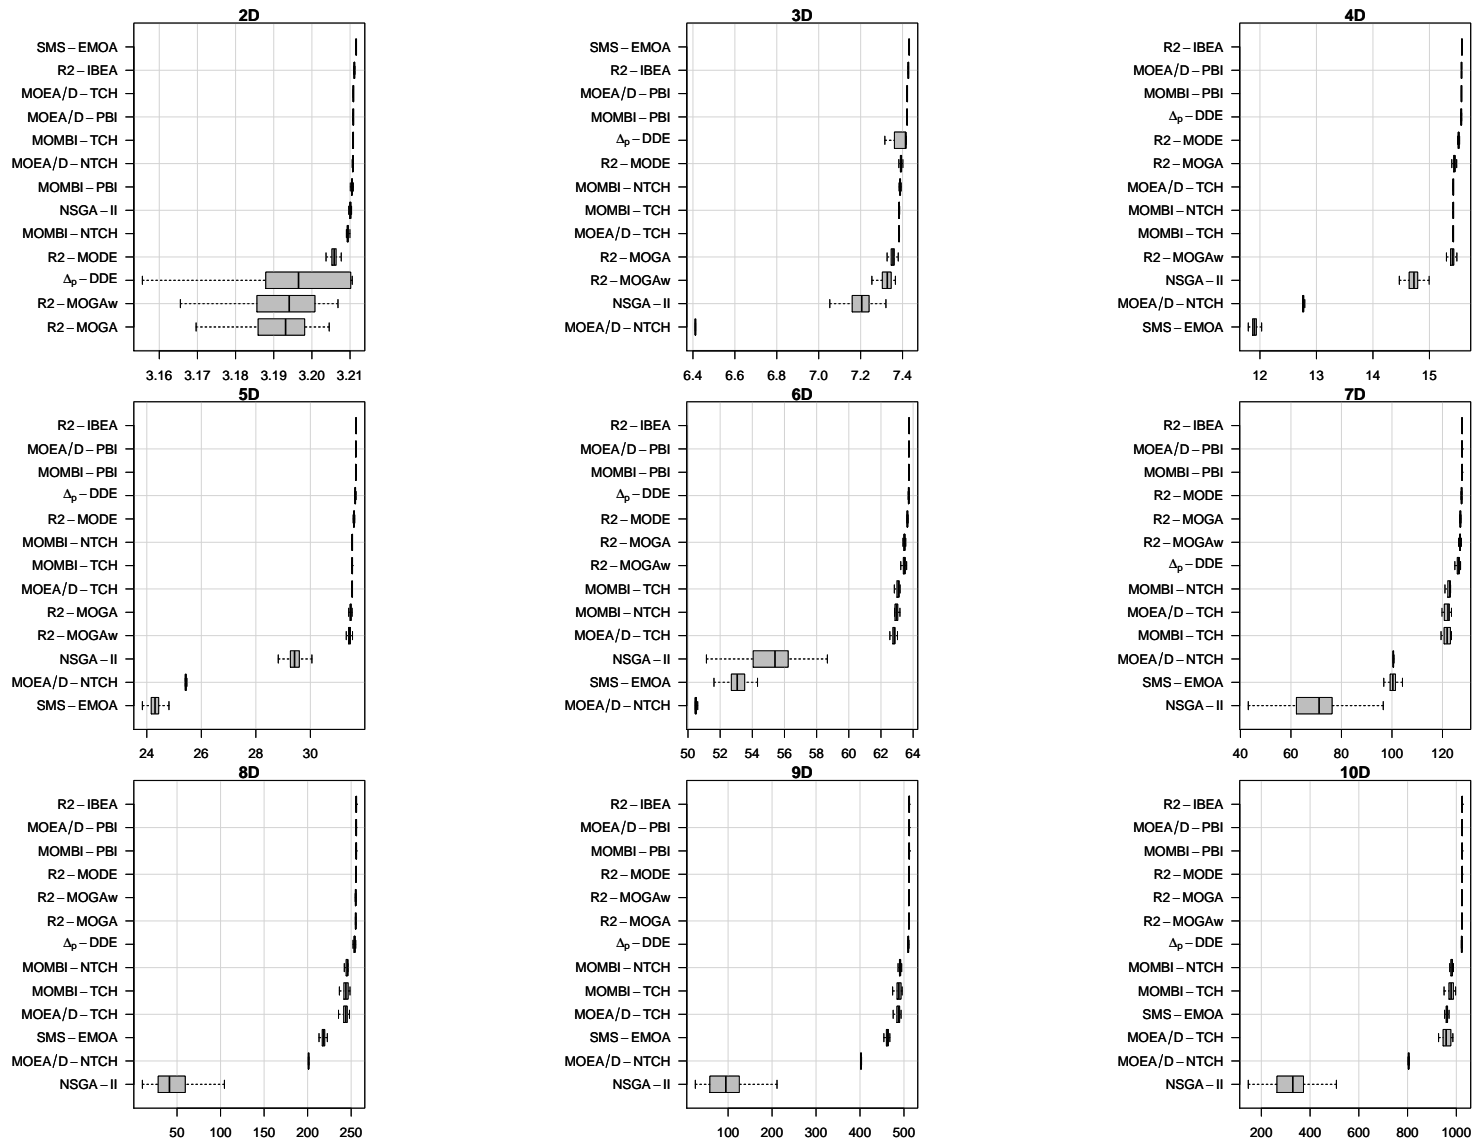 2D
SMS−EMOA
R2−IBEA
MOEA/D−TCH
MOEA/D−PBI
MOMBI−TCH
MOEA/D−NTCH
MOMBI−PBI
NSGA−II
MOMBI−NTCH
R2−MODE
Δp−DDE
R2−MOGAw
R2−MOGA
3.16 3.17 3.18 3.19 3.20 3.21
3D
SMS−EMOA
R2−IBEA
MOEA/D−PBI
MOMBI−PBI
Δp−DDE
R2−MODE
MOMBI−NTCH
MOMBI−TCH
MOEA/D−TCH
R2−MOGA
R2−MOGAw
NSGA−II
MOEA/D−NTCH
6.4 6.6 6.8 7.0 7.2 7.4
4D
R2−IBEA
MOEA/D−PBI
MOMBI−PBI
Δp−DDE
R2−MODE
R2−MOGA
MOEA/D−TCH
MOMBI−NTCH
MOMBI−TCH
R2−MOGAw
NSGA−II
MOEA/D−NTCH
SMS−EMOA
12 13 14 15
5D
R2−IBEA
MOEA/D−PBI
MOMBI−PBI
Δp−DDE
R2−MODE
MOMBI−NTCH
MOMBI−TCH
MOEA/D−TCH
R2−MOGA
R2−MOGAw
NSGA−II
MOEA/D−NTCH
SMS−EMOA
24 26 28 30
6D
R2−IBEA
MOEA/D−PBI
MOMBI−PBI
Δp−DDE
R2−MODE
R2−MOGA
R2−MOGAw
MOMBI−TCH
MOMBI−NTCH
MOEA/D−TCH
NSGA−II
SMS−EMOA
MOEA/D−NTCH
50 52 54 56 58 60 62 64
7D
R2−IBEA
MOEA/D−PBI
MOMBI−PBI
R2−MODE
R2−MOGA
R2−MOGAw
Δp−DDE
MOMBI−NTCH
MOEA/D−TCH
MOMBI−TCH
MOEA/D−NTCH
SMS−EMOA
NSGA−II
40 60 80 100 120
8D
R2−IBEA
MOEA/D−PBI
MOMBI−PBI
R2−MODE
R2−MOGAw
R2−MOGA
Δp−DDE
MOMBI−NTCH
MOMBI−TCH
MOEA/D−TCH
SMS−EMOA
MOEA/D−NTCH
NSGA−II
50 100 150 200 250
9D
R2−IBEA
MOEA/D−PBI
MOMBI−PBI
R2−MODE
R2−MOGAw
R2−MOGA
Δp−DDE
MOMBI−NTCH
MOMBI−TCH
MOEA/D−TCH
SMS−EMOA
MOEA/D−NTCH
NSGA−II
100 200 300 400 500
10D
R2−IBEA
MOEA/D−PBI
MOMBI−PBI
R2−MODE
R2−MOGA
R2−MOGAw
Δp−DDE
MOMBI−NTCH
MOMBI−TCH
SMS−EMOA
MOEA/D−TCH
MOEA/D−NTCH
NSGA−II
200 400 600 800 1000